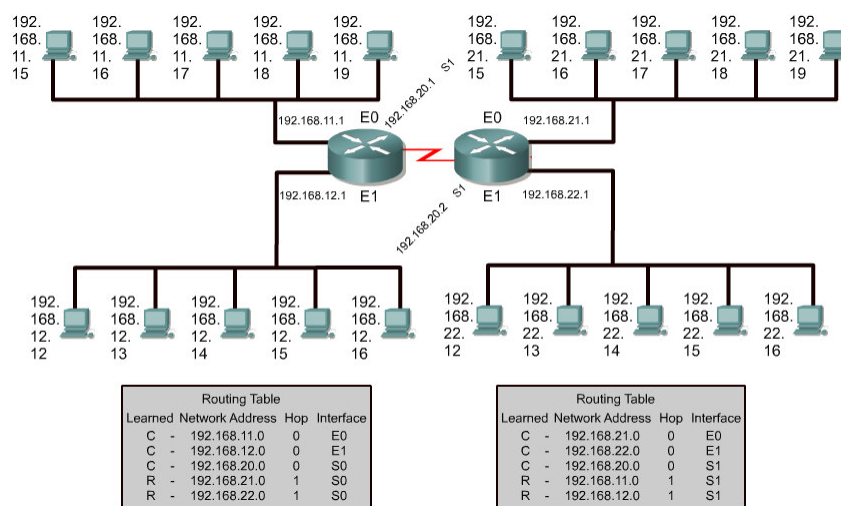 192. 192. 192. 192. 192.
168. 168. 168. 168. 168.
11. 11. 11. 11. 11.
15 16 17 18 19
192. 192. 192. 192. 192.
168. 168. 168. 168. 168.
21. 21. 21. 21. 21.
15 16 17 18 19
192.168.20.1 S1
192.168.11.1 E0
E0 192.168.21.1
192.168.12.1 E1
E1 192.168.22.1
192.168.20.2 S1
192. 192. 192. 192. 192.
168. 168. 168. 168. 168.
12. 12. 12. 12. 12.
12 13 14 15 16
192. 192. 192. 192. 192.
168. 168. 168. 168. 168.
22. 22. 22. 22. 22.
12 13 14 15 16
Routing Table
Learned Network Address Hop Interface
C - 192.168.11.0 0 E0
C - 192.168.12.0 0 E1
C - 192.168.20.0 0 S0
R - 192.168.21.0 1 S0
R - 192.168.22.0 1 S0
Routing Table
Learned Network Address Hop Interface
C - 192.168.21.0 0 E0
C - 192.168.22.0 0 E1
C - 192.168.20.0 0 S1
R - 192.168.11.0 1 S1
R - 192.168.12.0 1 S1